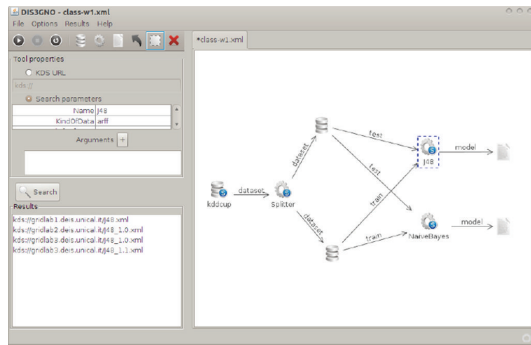 DIS3GNO - class-w1.xml
File Options Results Help
Tool properties
KDS URL
kds://
Search parameters
Name J48
KindOfData arff
Arguments +
Search
Results
kds://gridlab1.deis.unical.it/J48.xml
kds://gridlab2.deis.unical.it/J48_1.0.xml
kds://gridlab3.deis.unical.it/J48_1.0.xml
kds://gridlab3.deis.unical.it/J48_1.1.xml
*class-w1.xml
kddcup
dataset
Splitter
dataset
dataset
test
test
train
train
J48
model
NaiveBayes
model